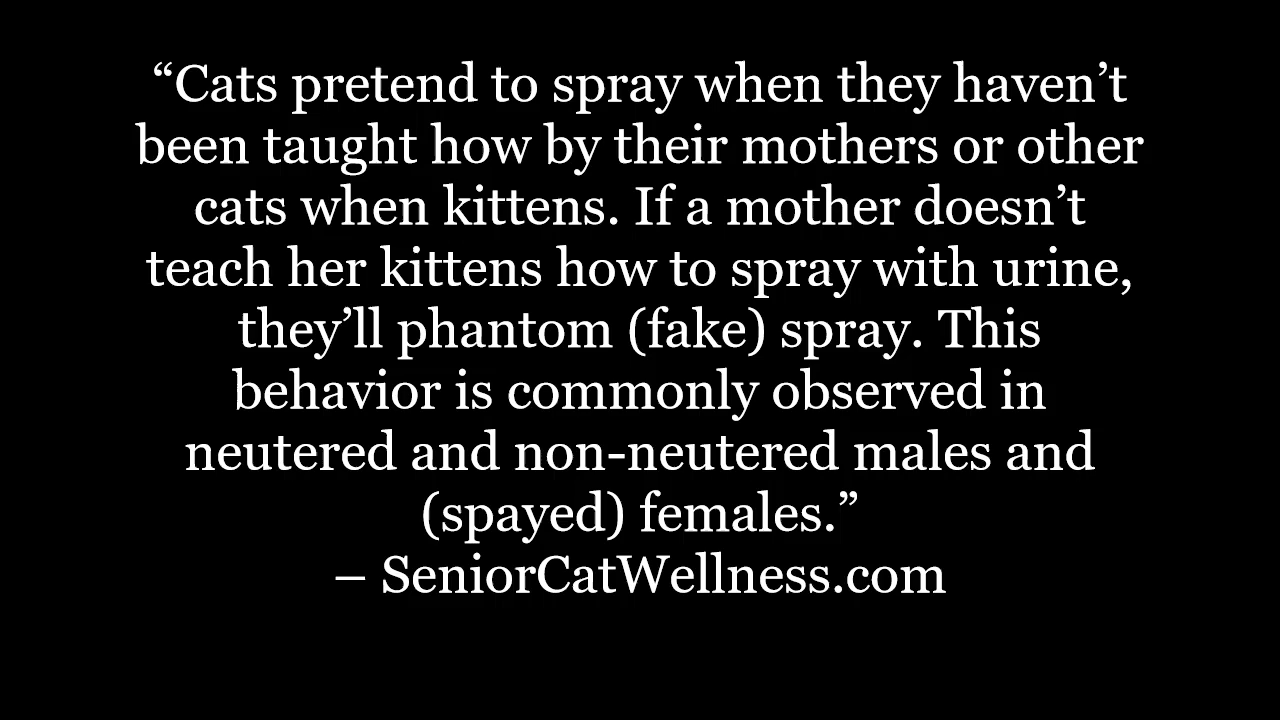 “Cats pretend to spray when they haven’t
been taught how by their mothers or other
cats when kittens. If a mother doesn’t
teach her kittens how to spray with urine,
they’ll phantom (fake) spray. This
behavior is commonly observed in
neutered and non-neutered males and
(spayed) females.”
– SeniorCatWellness.com